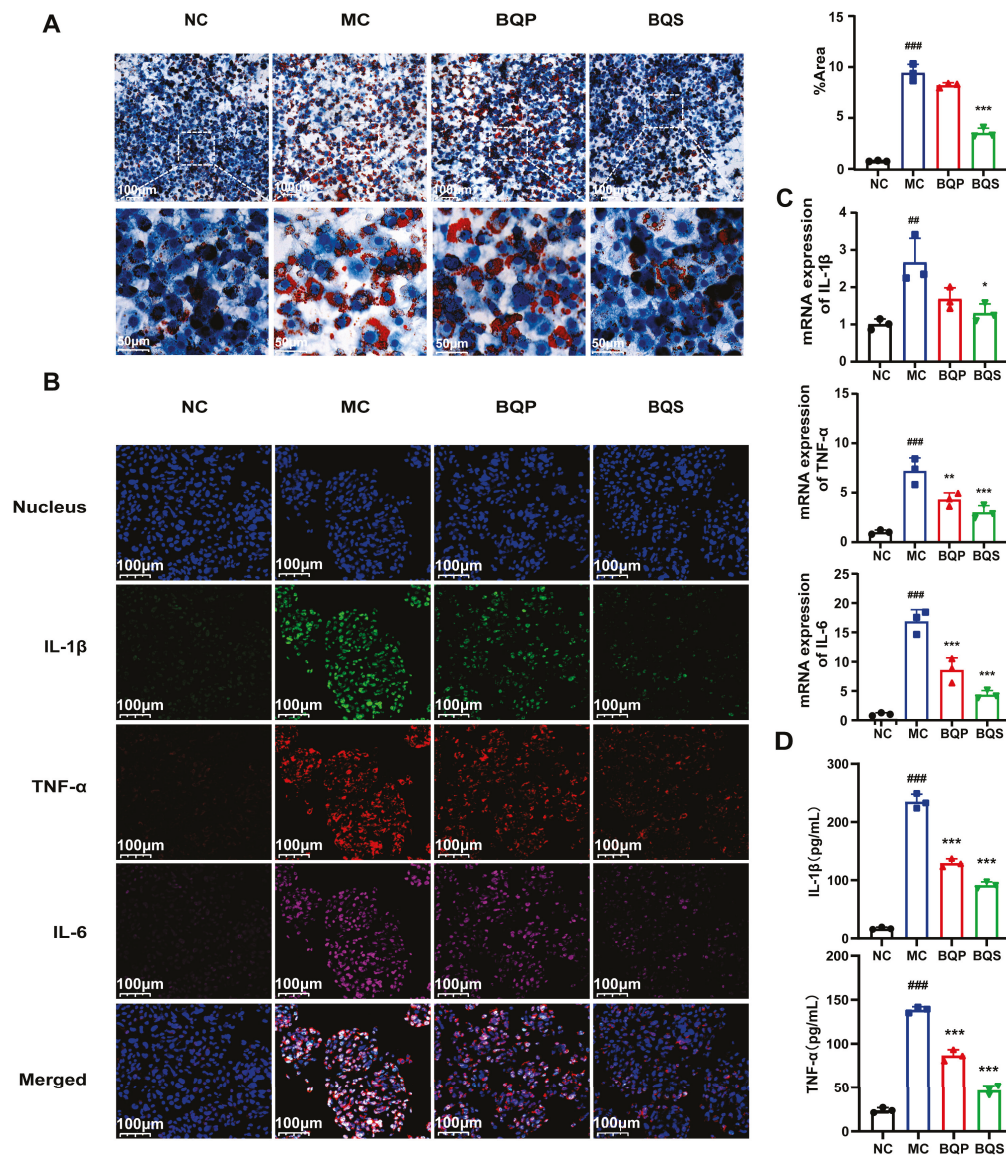 A
NC MC BQP BQS
100μm 100μm 100μm 100μm
50μm 50μm 50μm 50μm
15
10
5
0
%Area
###
***
NC MC BQP BQS
B
NC MC BQP BQS
Nucleus
100μm 100μm 100μm 100μm
IL-1β
100μm 100μm 100μm 100μm
TNF-α
100μm 100μm 100μm 100μm
IL-6
100μm 100μm 100μm 100μm
Merged
100μm 100μm 100μm 100μm
C
mRNA expression
of IL-1β
4
3
2
1
0
##
*
NC MC BQP BQS
mRNA expression
of TNF-α
15
10
5
0
###
**
***
NC MC BQP BQS
mRNA expression
of IL-6
25
20
15
10
5
0
###
***
***
NC MC BQP BQS
D
IL-1β(pg/mL)
300
200
100
0
###
***
***
NC MC BQP BQS
TNF-α(pg/mL)
200
150
100
50
0
###
***
***
NC MC BQP BQS